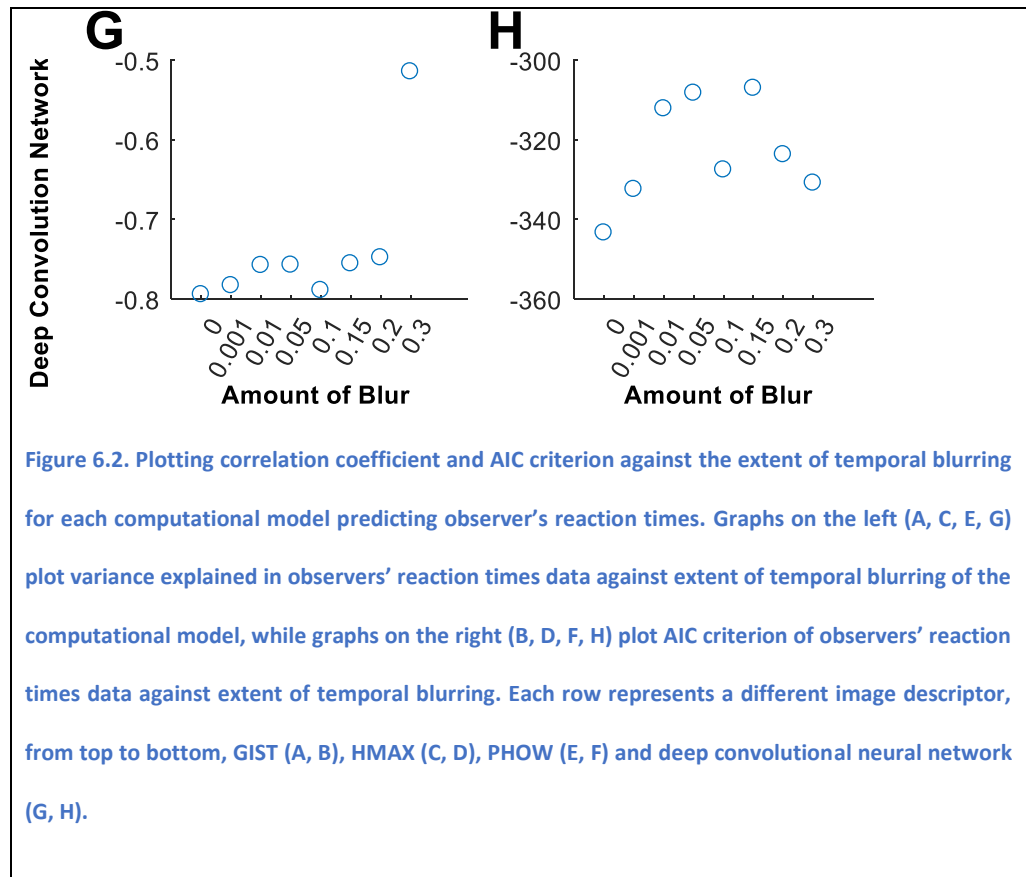 G
H
Deep Convolution Network
-0.5
-0.6
-0.7
-0.8
0
0.001
0.01
0.05
0.1
0.15
0.2
0.3
Amount of Blur
-300
-320
-340
-360
0
0.001
0.01
0.05
0.1
0.15
0.2
0.3
Amount of Blur
Figure 6.2. Plotting correlation coefficient and AIC criterion against the extent of temporal blurring
for each computational model predicting observer's reaction times. Graphs on the left (A, C, E, G)
plot variance explained in observers' reaction times data against extent of temporal blurring of the
computational model, while graphs on the right (B, D, F, H) plot AIC criterion of observers' reaction
times data against extent of temporal blurring. Each row represents a different image descriptor,
from top to bottom, GIST (A, B), HMAX (C, D), PHOW (E, F) and deep convolutional neural network
(G, H).